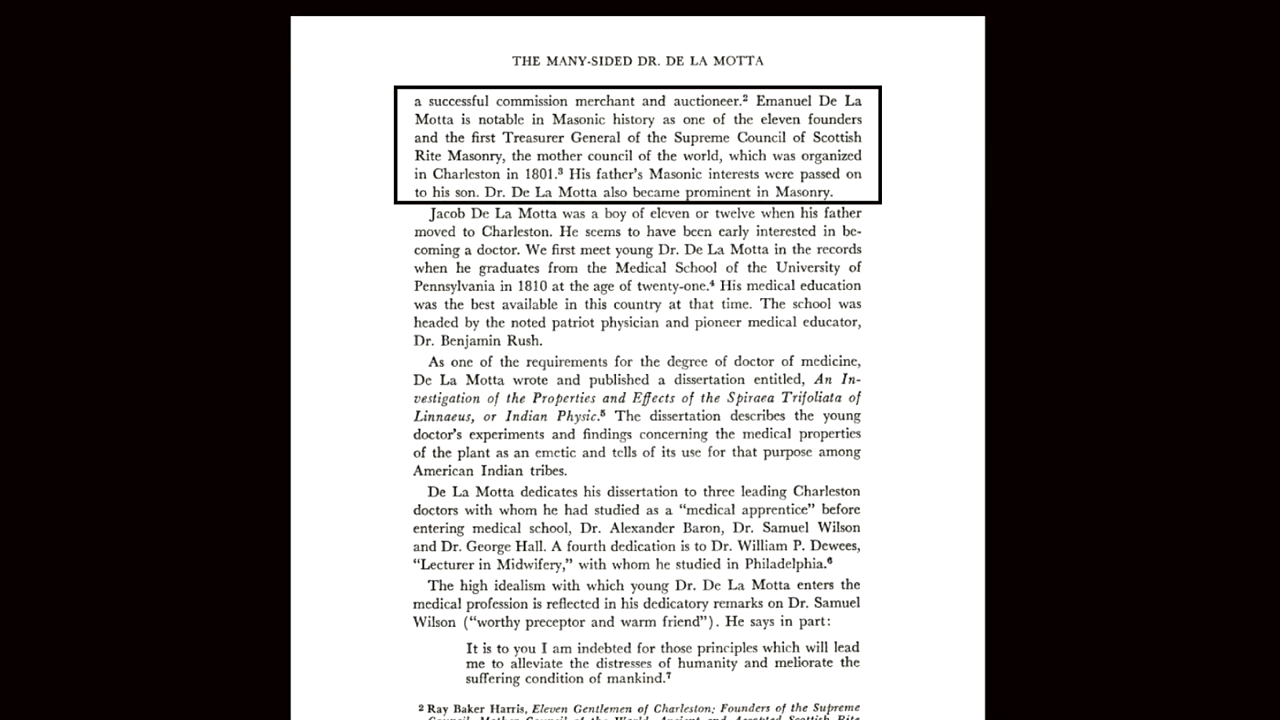 THE MANY-SIDED DR. DE LA MOTTA
a successful commission merchant and auctioneer.² Emanuel De La
Motta is notable in Masonic history as one of the eleven founders
and the first Treasurer General of the Supreme Council of Scottish
Rite Masonry, the mother council of the world, which was organized
in Charleston in 1801.³ His father's Masonic interests were passed on
to his son. Dr. De La Motta also became prominent in Masonry.
Jacob De La Motta was a boy of eleven or twelve when his father
moved to Charleston. He seems to have been early interested in be-
coming a doctor. We first meet young Dr. De La Motta in the records
when he graduates from the Medical School of the University of
Pennsylvania in 1810 at the age of twenty-one.⁴ His medical education
was the best available in this country at that time. The school was
headed by the noted patriot physician and pioneer medical educator,
Dr. Benjamin Rush.
As one of the requirements for the degree of doctor of medicine,
De La Motta wrote and published a dissertation entitled, An In-
vestigation of the Properties and Effects of the Spiraea Trifoliata of
Linnaeus, or Indian Physic.⁵ The dissertation describes the young
doctor's experiments and findings concerning the medical properties
of the plant as an emetic and tells of its use for that purpose among
American Indian tribes.
De La Motta dedicates his dissertation to three leading Charleston
doctors with whom he had studied as a "medical apprentice" before
entering medical school, Dr. Alexander Baron, Dr. Samuel Wilson
and Dr. George Hall. A fourth dedication is to Dr. William P. Dewees,
"Lecturer in Midwifery," with whom he studied in Philadelphia.⁶
The high idealism with which young Dr. De La Motta enters the
medical profession is reflected in his dedicatory remarks on Dr. Samuel
Wilson ("worthy preceptor and warm friend"). He says in part:
It is to you I am indebted for those principles which will lead
me to alleviate the distresses of humanity and meliorate the
suffering condition of mankind.⁷
² Ray Baker Harris, Eleven Gentlemen of Charleston; Founders of the Supreme
Council, Mother Council of the World, Ancient and Accepted Scottish Rite